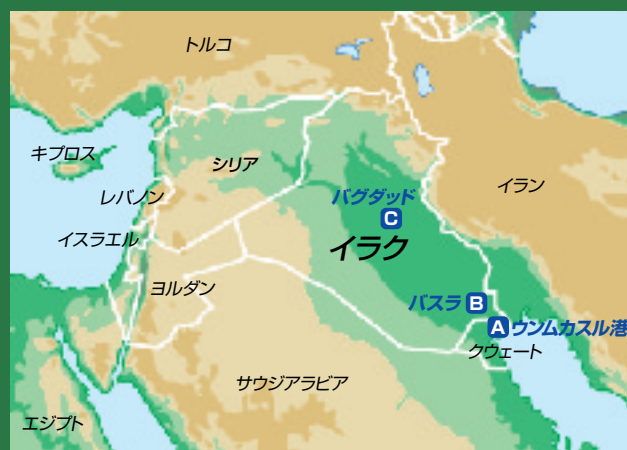 トルコ
キプロス
シリア
レバノン
イラン
バグダッド
C
イスラエル
イラク
ヨルダン
バスラ B
A ウンムカスル港
クウェート
サウジアラビア
エジプト